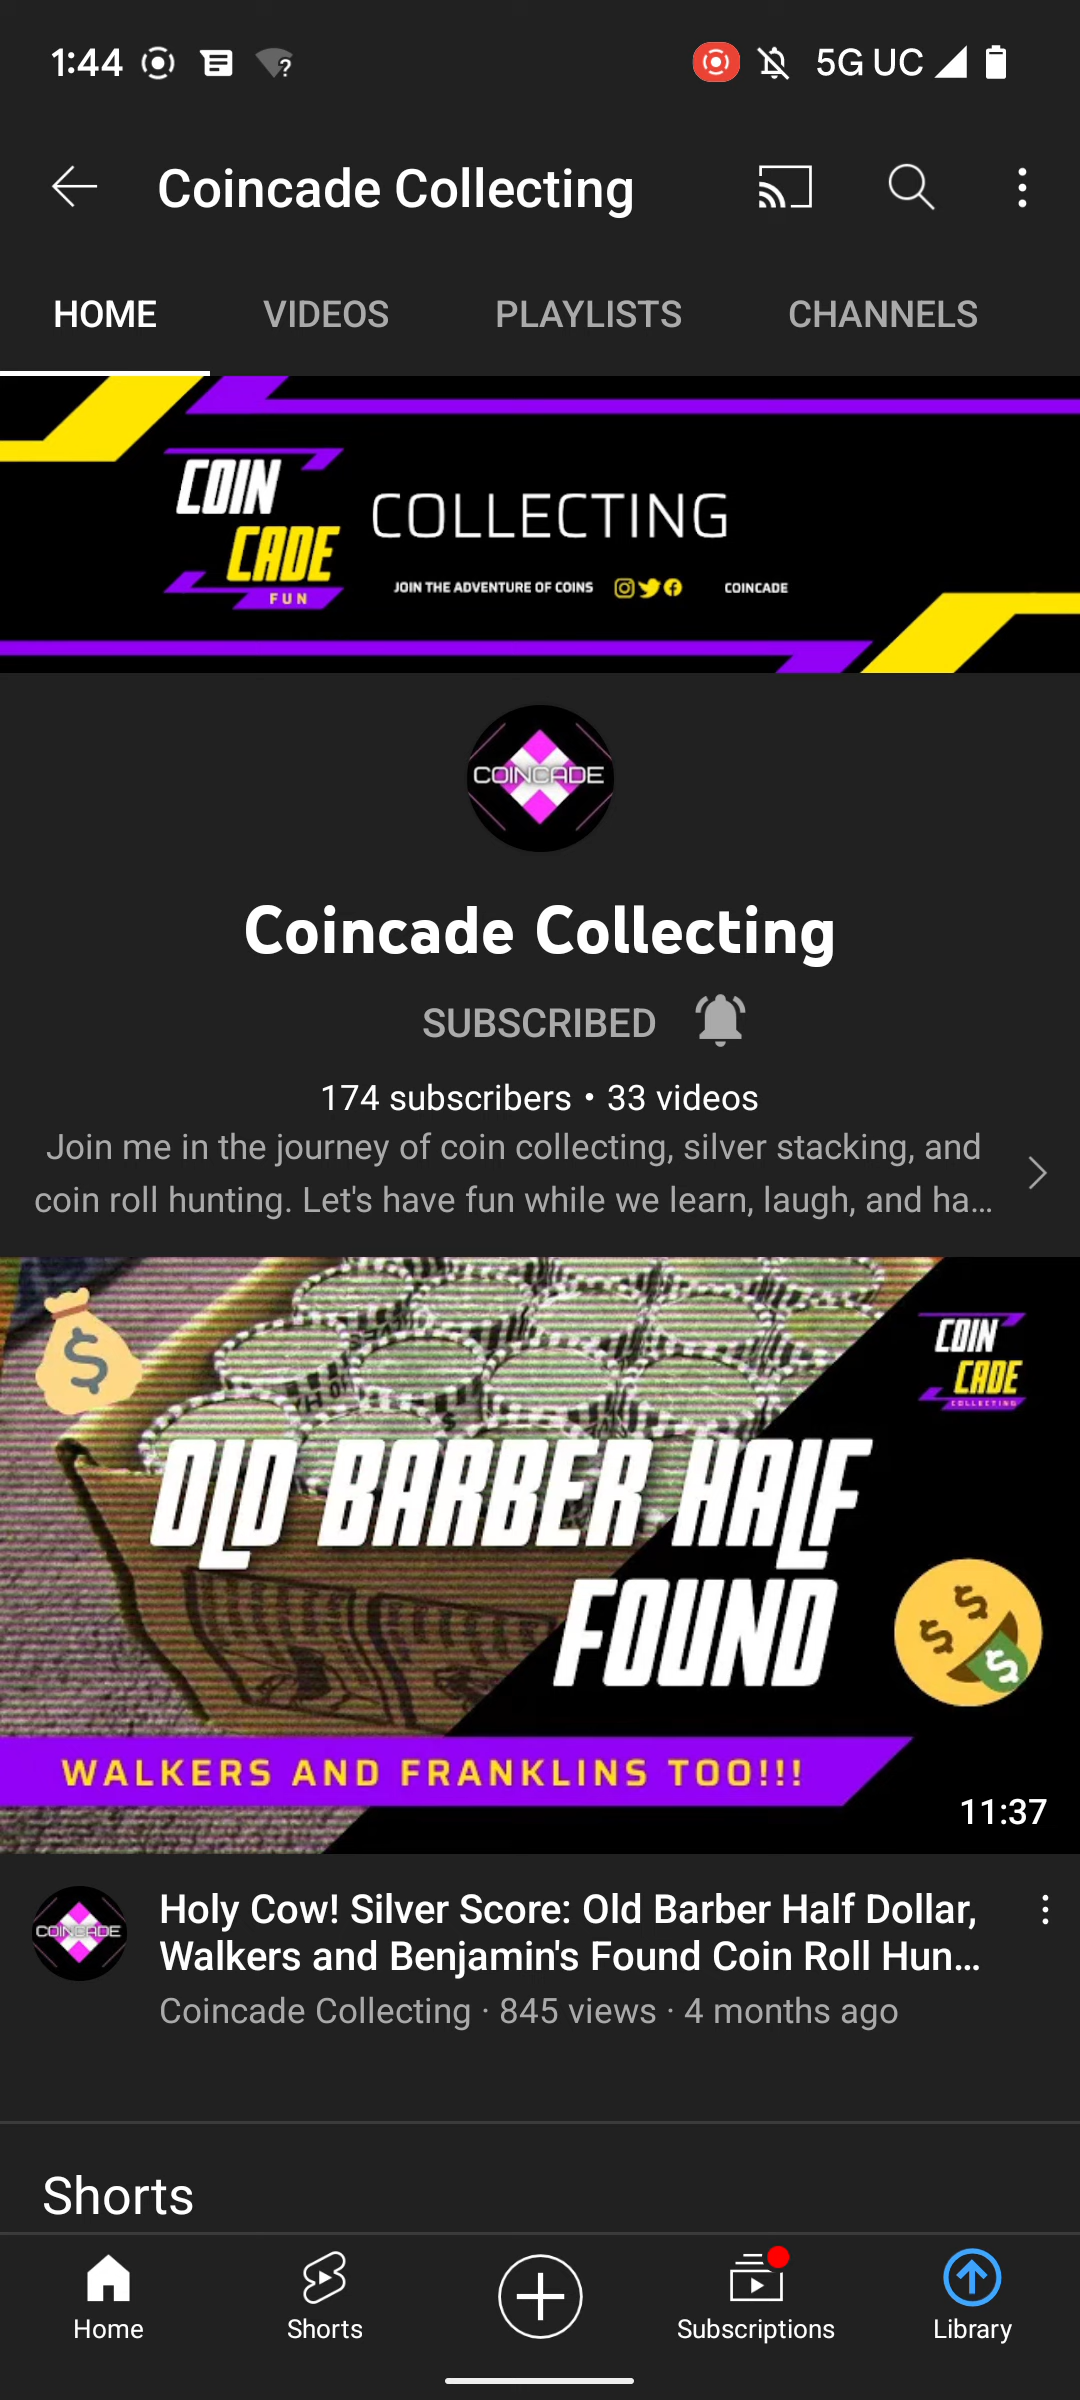 1:44
5G UC
Coincade Collecting
HOME VIDEOS PLAYLISTS CHANNELS
COIN
CADE
FUN
COLLECTING
JOIN THE ADVENTURE OF COINS COINCADE
COINCADE
Coincade Collecting
SUBSCRIBED
174 subscribers • 33 videos
Join me in the journey of coin collecting, silver stacking, and
coin roll hunting. Let's have fun while we learn, laugh, and ha...
COIN
CADE
COLLECTING
OLD BARBER HALF
FOUND
WALKERS AND FRANKLINS TOO!!!
11:37
COINCADE
Holy Cow! Silver Score: Old Barber Half Dollar,
Walkers and Benjamin's Found Coin Roll Hun...
Coincade Collecting · 845 views · 4 months ago
Shorts
Home Shorts Subscriptions Library